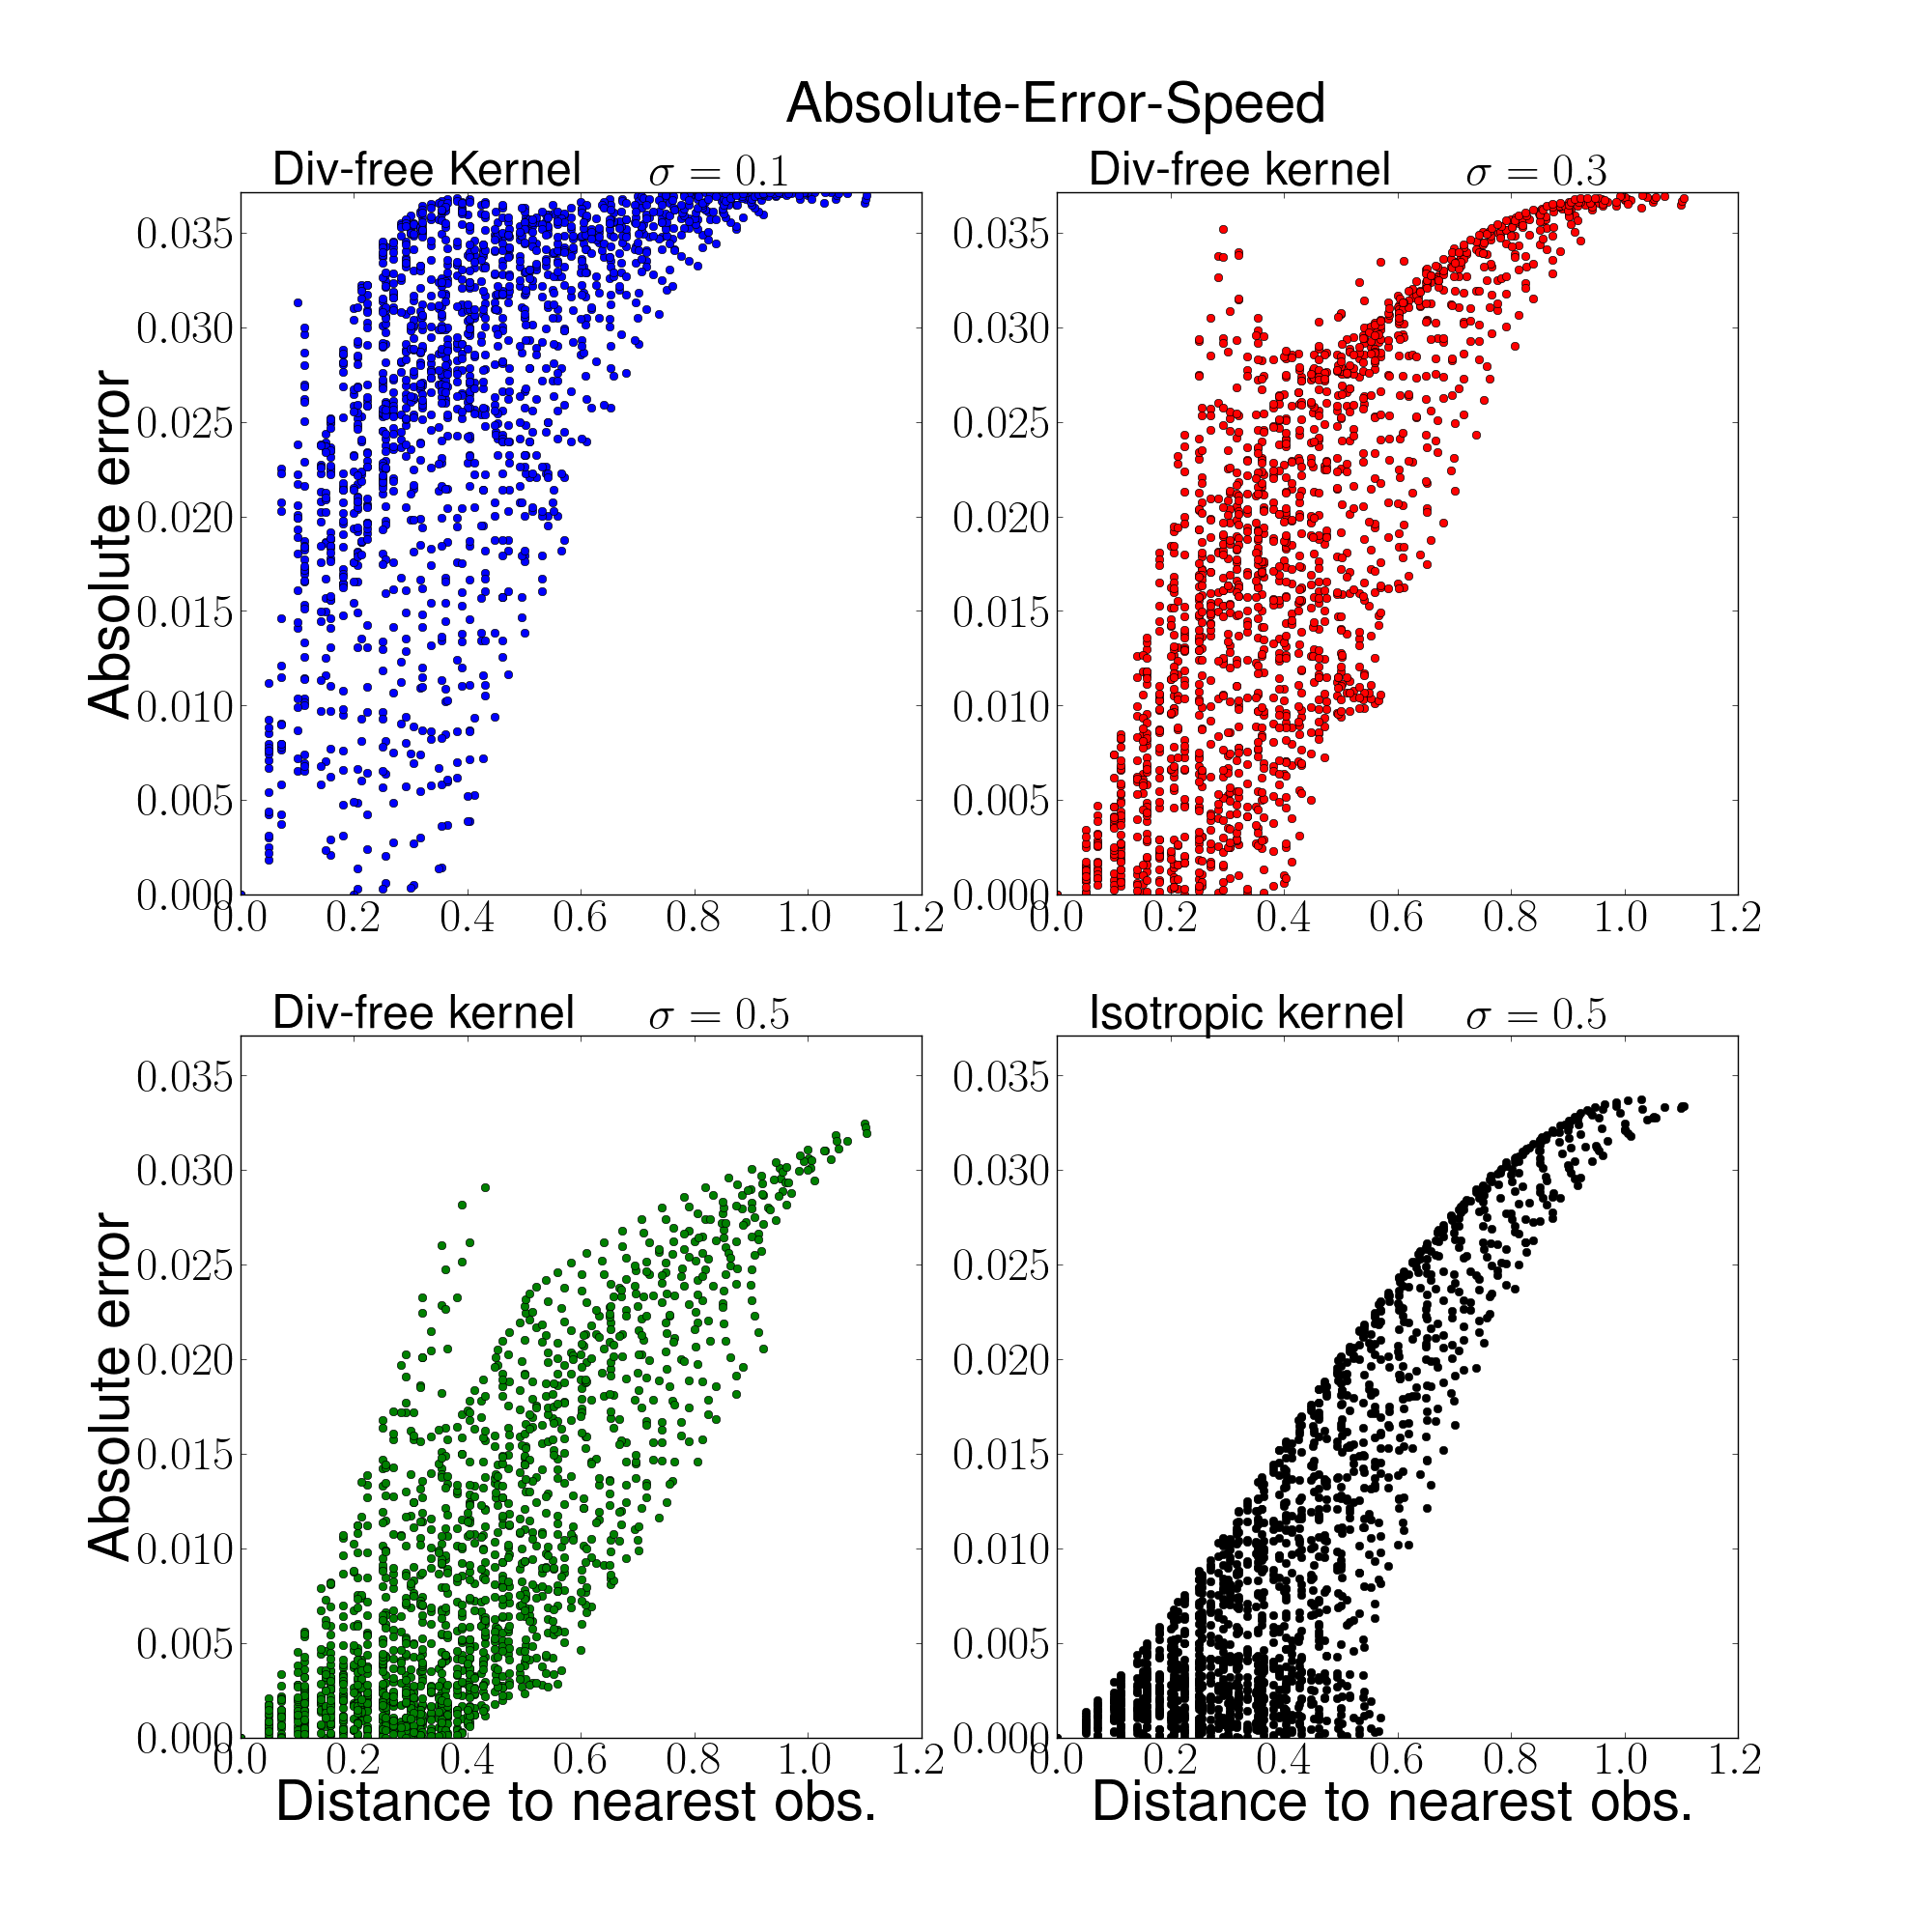 Absolute-Error-Speed
Div-free Kernel σ = 0.1
Div-free kernel σ = 0.3
Absolute error
0.035
0.030
0.025
0.020
0.015
0.010
0.005
0.000
0.0 0.2 0.4 0.6 0.8 1.0 1.2
0.035
0.030
0.025
0.020
0.015
0.010
0.005
0.000
0.0 0.2 0.4 0.6 0.8 1.0 1.2
Div-free kernel σ = 0.5
Isotropic kernel σ = 0.5
Absolute error
0.035
0.030
0.025
0.020
0.015
0.010
0.005
0.000
0.0 0.2 0.4 0.6 0.8 1.0 1.2
Distance to nearest obs.
0.035
0.030
0.025
0.020
0.015
0.010
0.005
0.000
0.0 0.2 0.4 0.6 0.8 1.0 1.2
Distance to nearest obs.